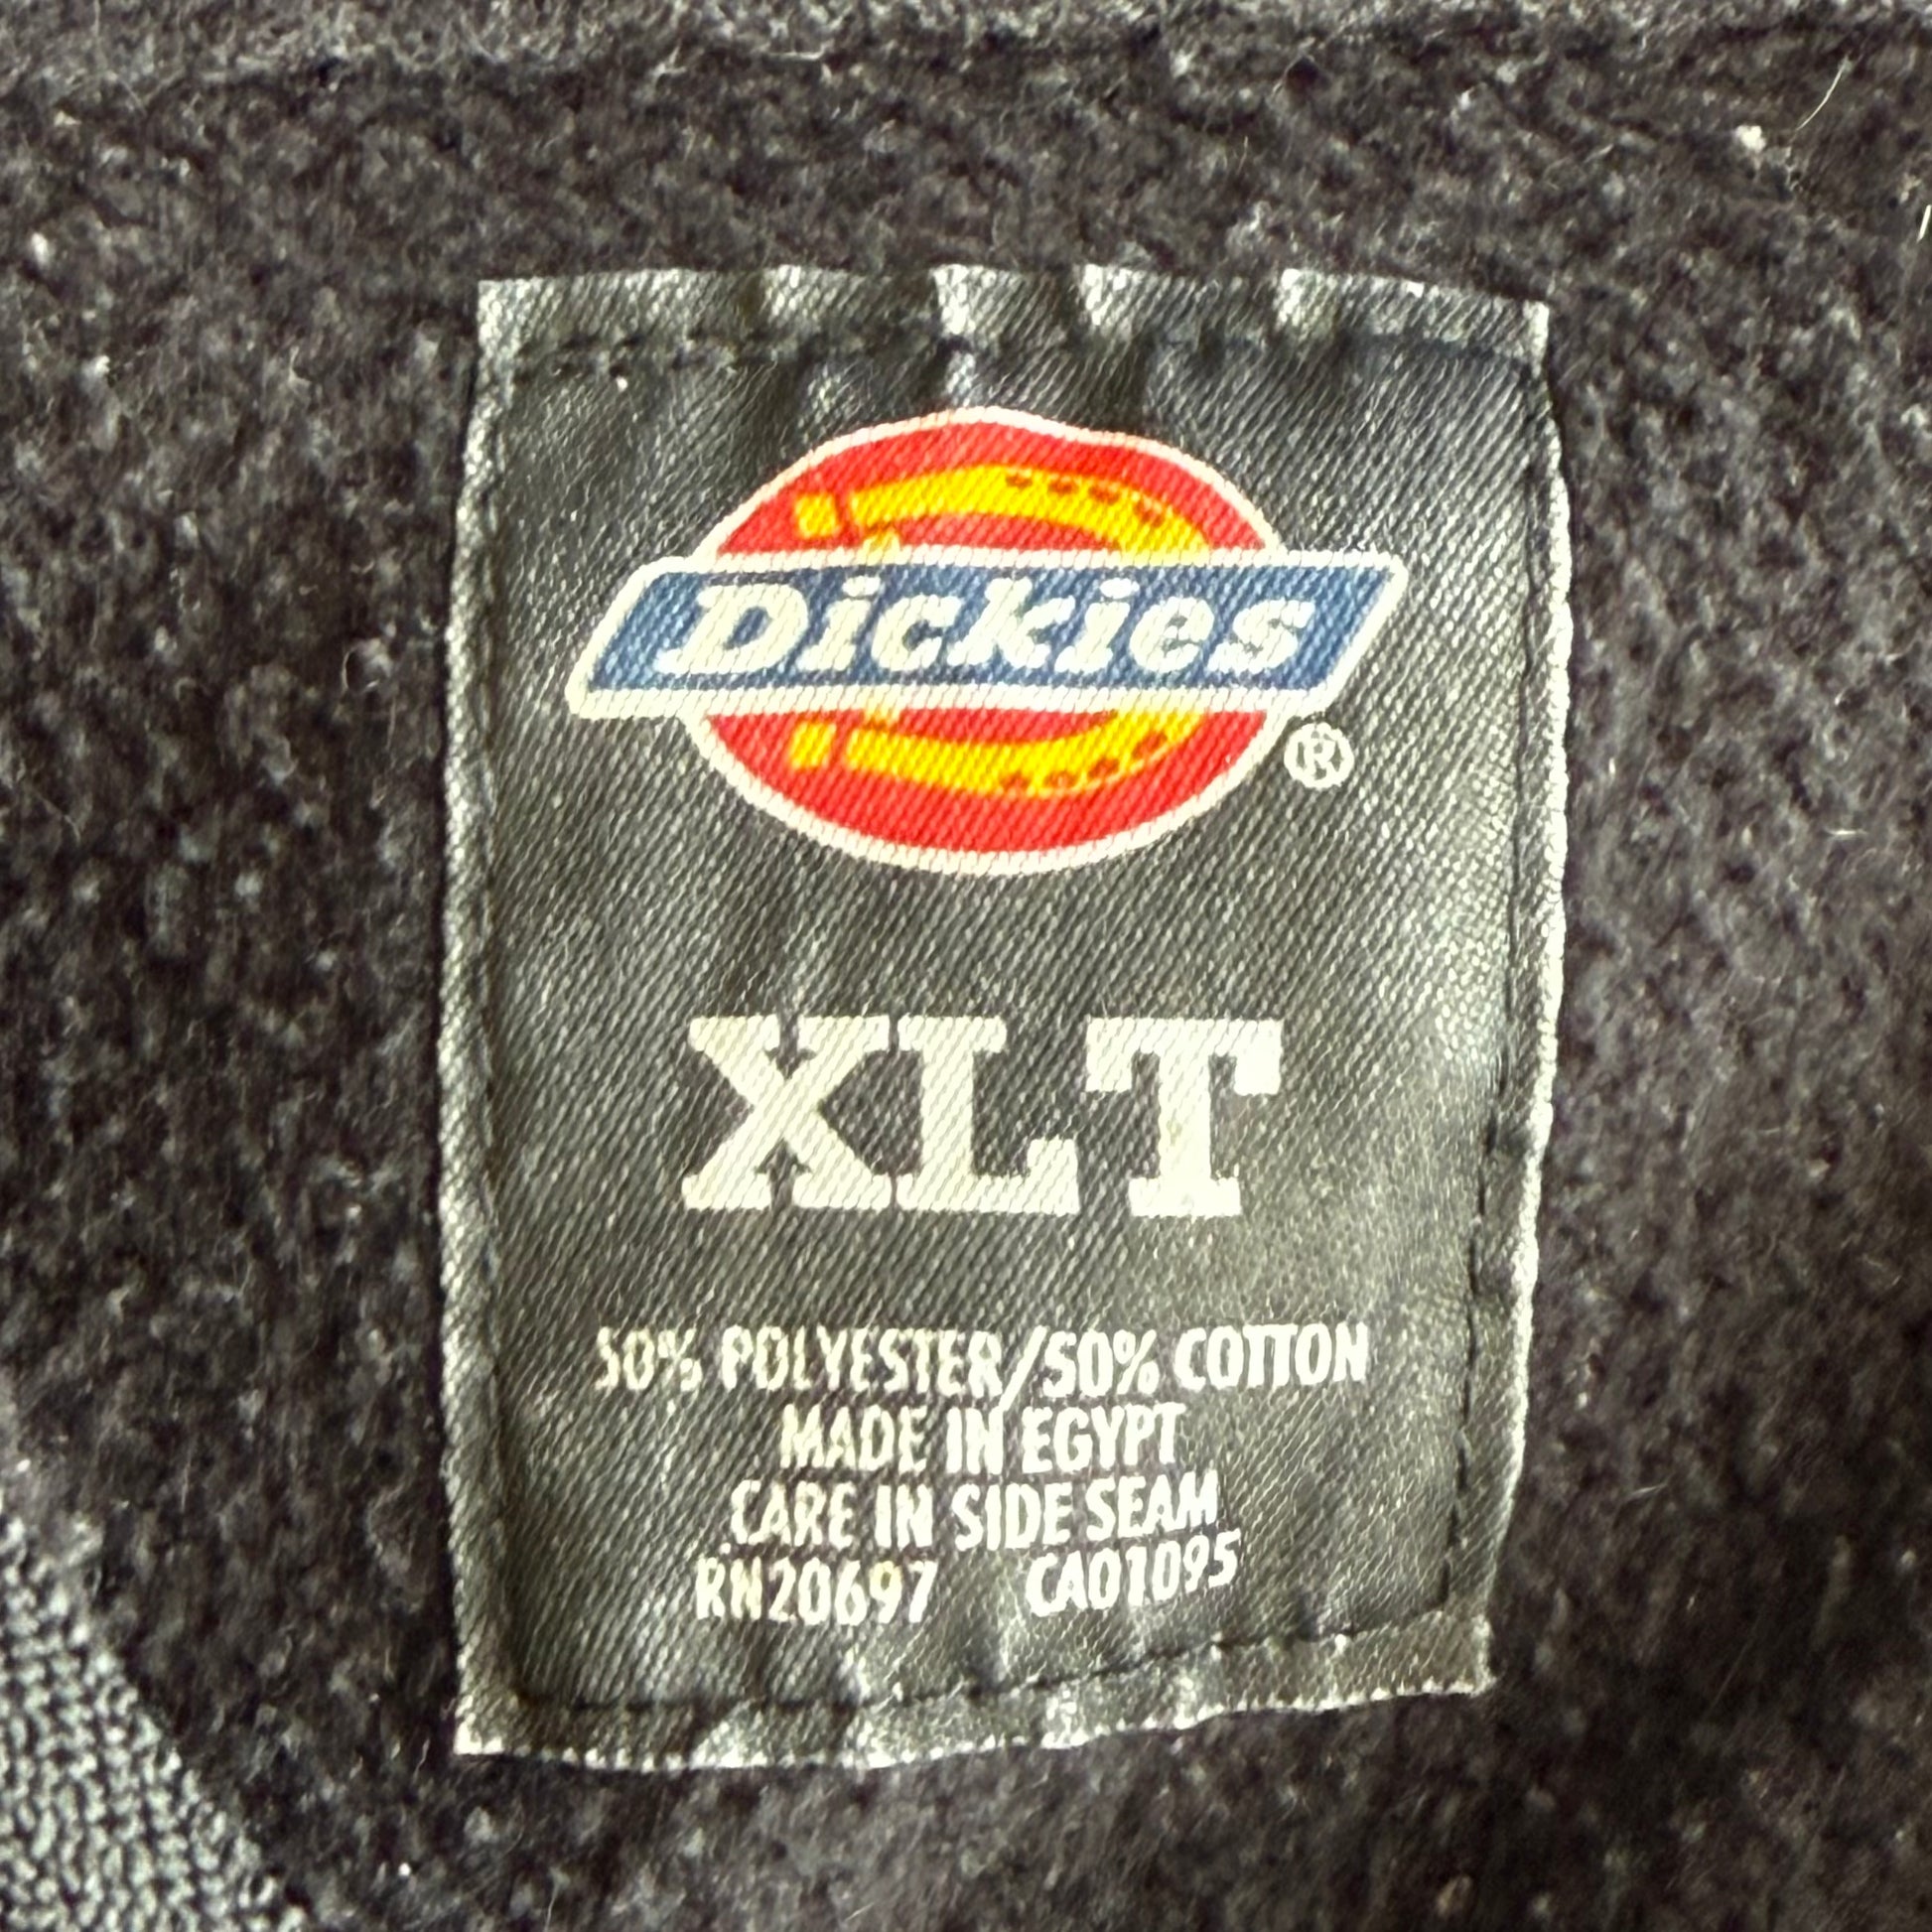 Dickies
®
XLT
50% POLYESTER/50% COTTON
MADE IN EGYPT
CARE IN SIDE SEAM
RN20697 CA01095